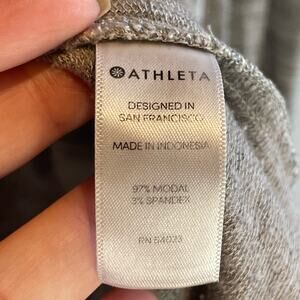 ATHLETA
DESIGNED IN
SAN FRANCISCO
MADE IN INDONESIA
97% MODAL
3% SPANDEX
RN 54023